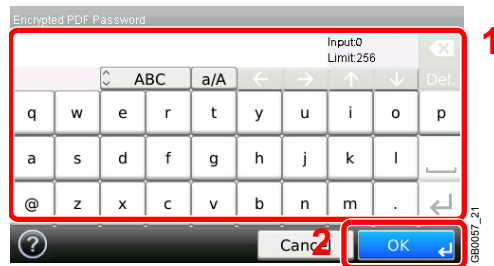 Encrypted PDF Password
1
Input:0
Limit:256
ABC a/A Del.
q w e r t y u i o p
a s d f g h j k l
@ z x c v b n m .
? 2 Cancel OK
GB0057_21